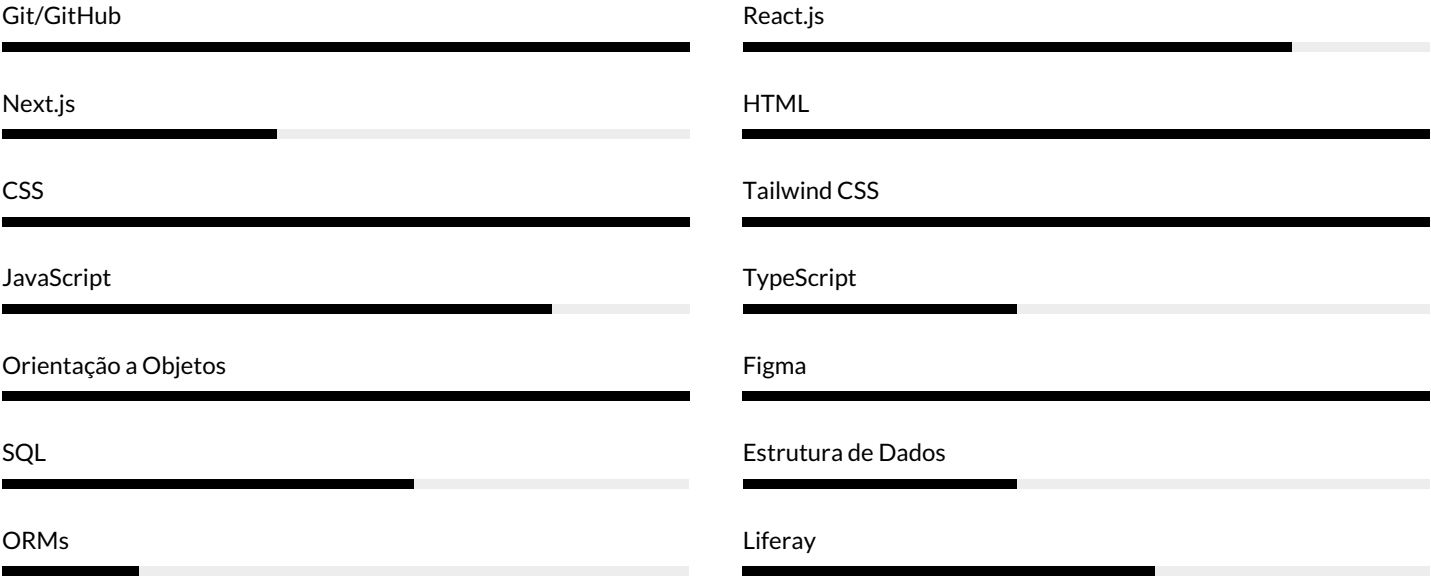 Git/GitHub
React.js
Next.js
HTML
CSS
Tailwind CSS
JavaScript
TypeScript
Orientação a Objetos
Figma
SQL
Estrutura de Dados
ORMs
Liferay